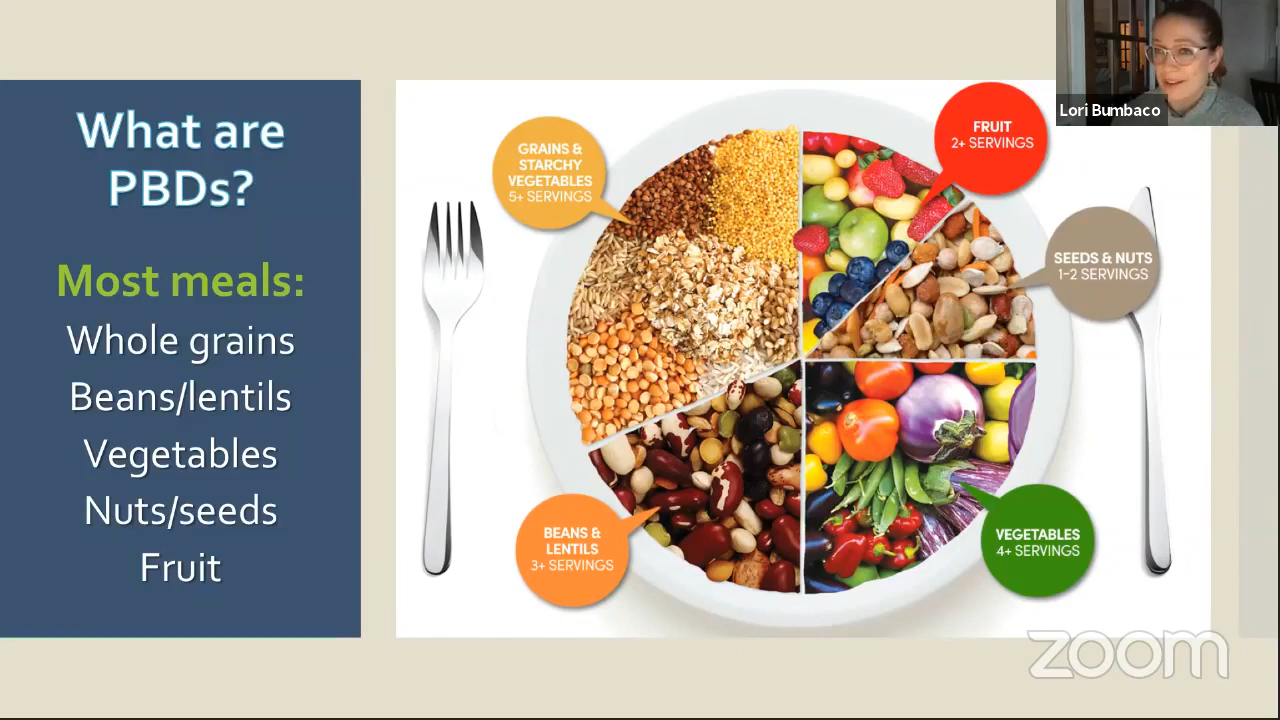 What are
PBDs?
Most meals:
Whole grains
Beans/lentils
Vegetables
Nuts/seeds
Fruit
GRAINS &
STARCHY
VEGETABLES
5+ SERVINGS
FRUIT
2+ SERVINGS
SEEDS & NUTS
1-2 SERVINGS
BEANS &
LENTILS
3+ SERVINGS
VEGETABLES
4+ SERVINGS
Lori Bumbaco
zoom